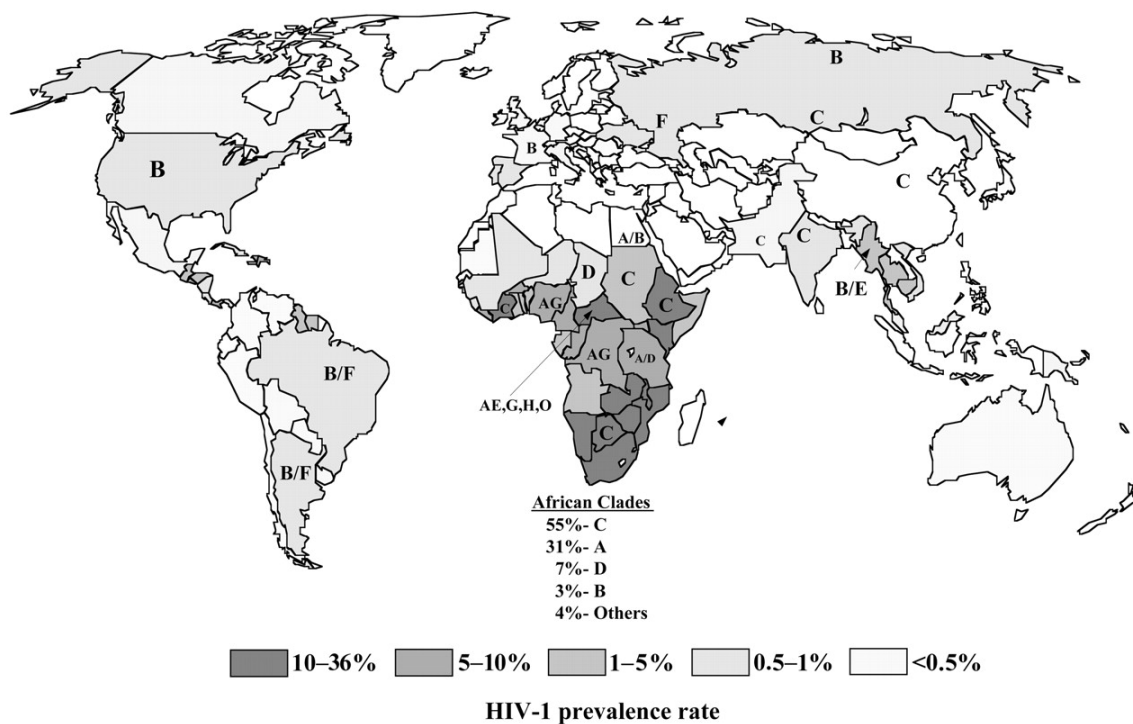 B
B
C
F
B
B
C
A/B
C
C
D
C
B/E
C
AG
C
B/F
AG
A/D
AE,G,H,O
C
B/F
African Clades
55%- C
31%- A
7%- D
3%- B
4%- Others
10–36%
5–10%
1–5%
0.5–1%
<0.5%
HIV-1 prevalence rate